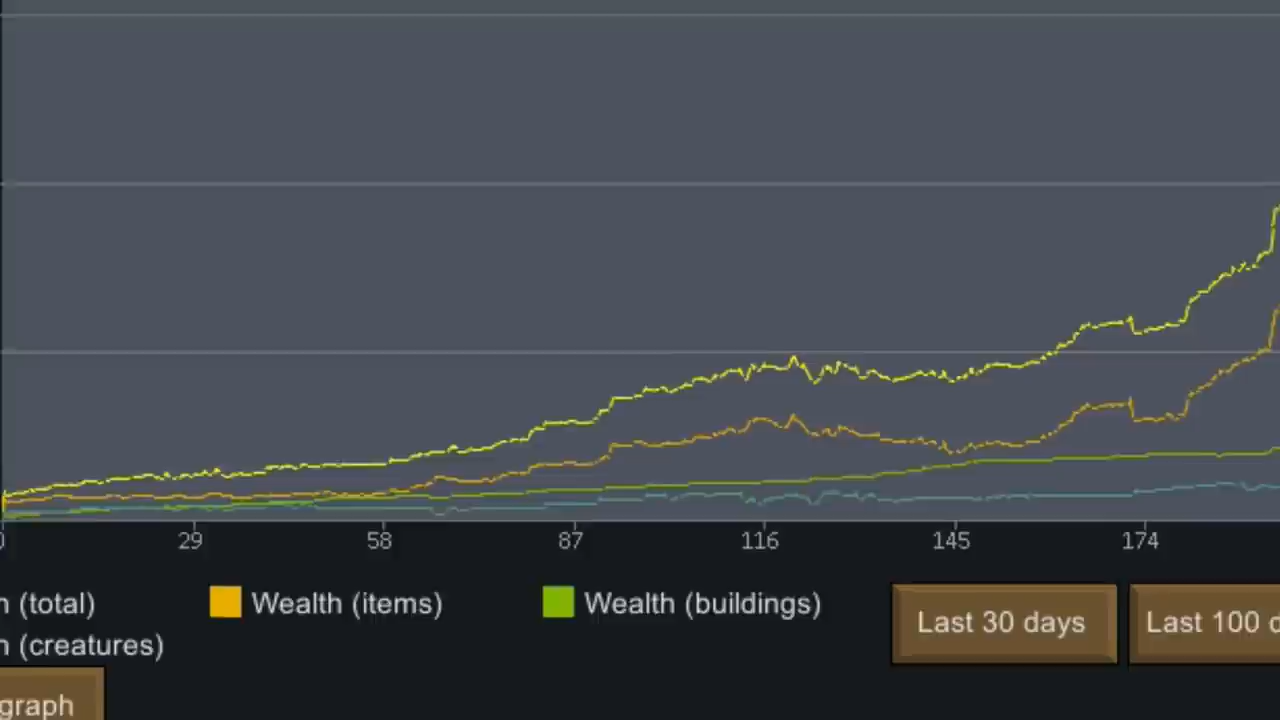 0 29 58 87 116 145 174
n (total) Wealth (items) Wealth (buildings)
n (creatures)
Last 30 days Last 100 d
graph